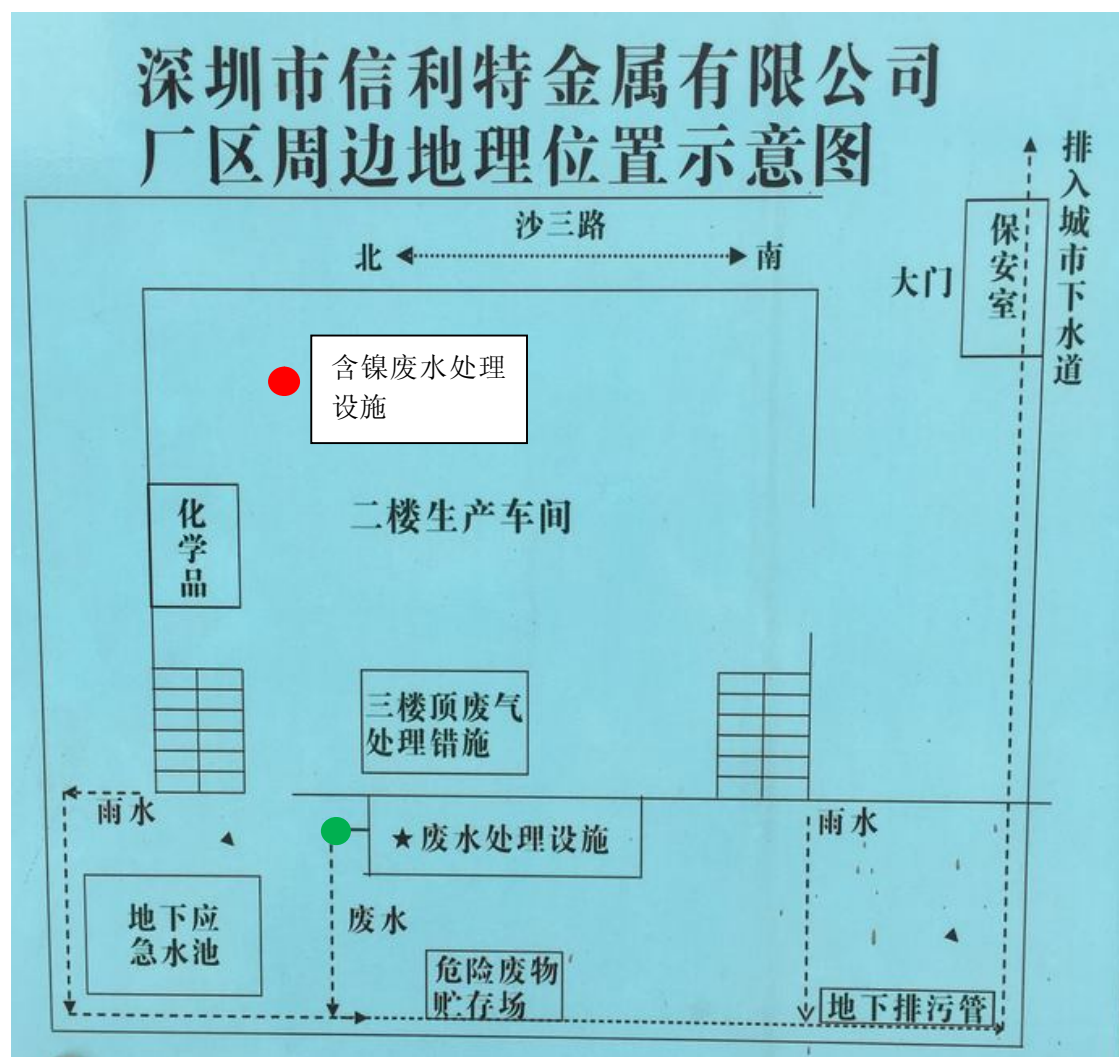 深圳市信利特金属有限公司
厂区周边地理位置示意图
排入城市下水道
沙三路
北
南
大门
保安室
含镍废水处理
设施
化学品
二楼生产车间
三楼顶废气
处理错施
雨水
★废水处理设施
雨水
废水
地下应
急水池
危险废物
贮存场
地下排污管